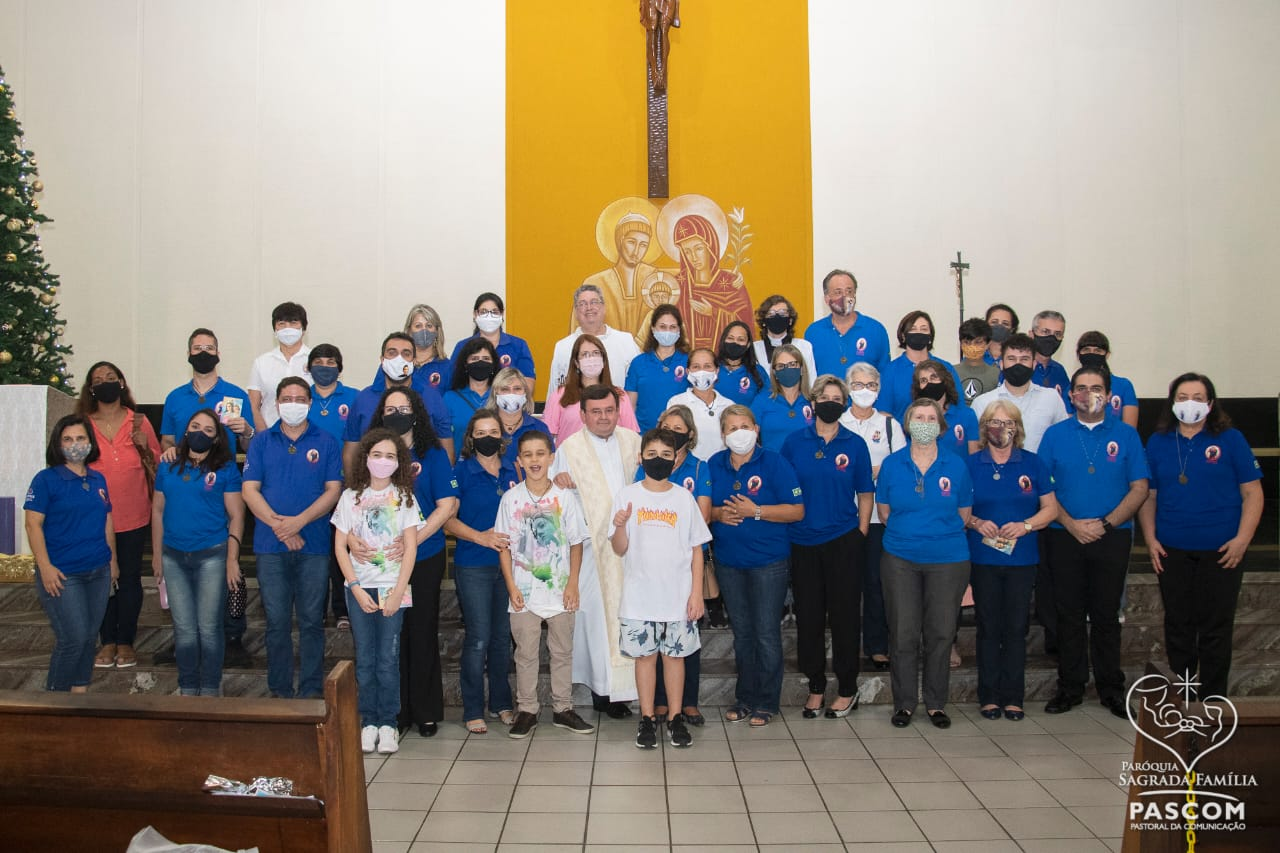 PARÓQUIA
SAGRADA FAMÍLIA
PASCOM
PASTORAL DA COMUNICAÇÃO